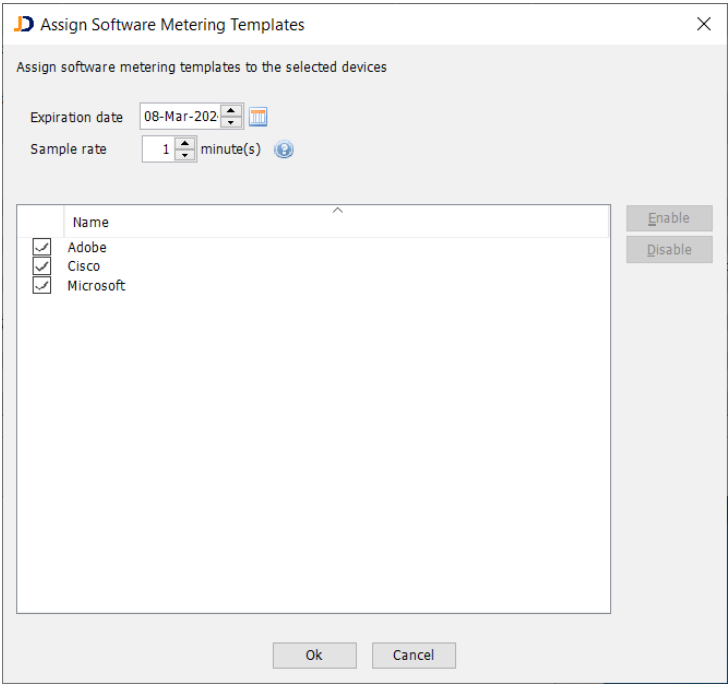 Assign Software Metering Templates
Assign software metering templates to the selected devices
Expiration date 08-Mar-202
Sample rate 1 minute(s)
Name
Enable
Adobe
Disable
Cisco
Microsoft
Ok Cancel